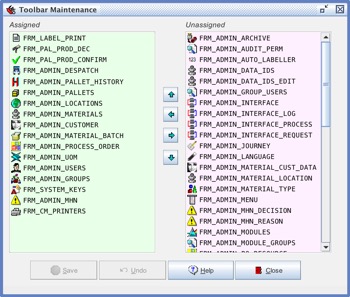 Toolbar Maintenance
Assigned
FRM_LABEL_PRINT
FRM_PAL_PROD_DEC
FRM_PAL_PROD_CONFIRM
FRM_ADMIN_DESPATCH
FRM_ADMIN_PALLET_HISTORY
FRM_ADMIN_PALLETS
FRM_ADMIN_LOCATIONS
FRM_ADMIN_MATERIALS
FRM_ADMIN_CUSTOMER
FRM_ADMIN_MATERIAL_BATCH
FRM_ADMIN_PROCESS_ORDER
FRM_ADMIN_UOM
FRM_ADMIN_USERS
FRM_ADMIN_GROUPS
FRM_SYSTEM_KEYS
FRM_ADMIN_MHN
FRM_CM_PRINTERS
Unassigned
FRM_ADMIN_ARCHIVE
FRM_ADMIN_AUDIT_PERM
123 FRM_ADMIN_AUTO_LABELLER
FRM_ADMIN_DATA_IDS
FRM_ADMIN_DATA_IDS_EDIT
FRM_ADMIN_GROUP_USERS
FRM_ADMIN_INTERFACE
FRM_ADMIN_INTERFACE_LOG
FRM_ADMIN_INTERFACE_PROCESS
FRM_ADMIN_INTERFACE_REQUEST
FRM_ADMIN_JOURNEY
FRM_ADMIN_LANGUAGE
FRM_ADMIN_MATERIAL_CUST_DATA
FRM_ADMIN_MATERIAL_LOCATION
FRM_ADMIN_MATERIAL_TYPE
FRM_ADMIN_MENU
FRM_ADMIN_MHN_DECISION
FRM_ADMIN_MHN_REASON
FRM_ADMIN_MODULES
FRM_ADMIN_MODULE_GROUPS
Save
Undo
Help
Close